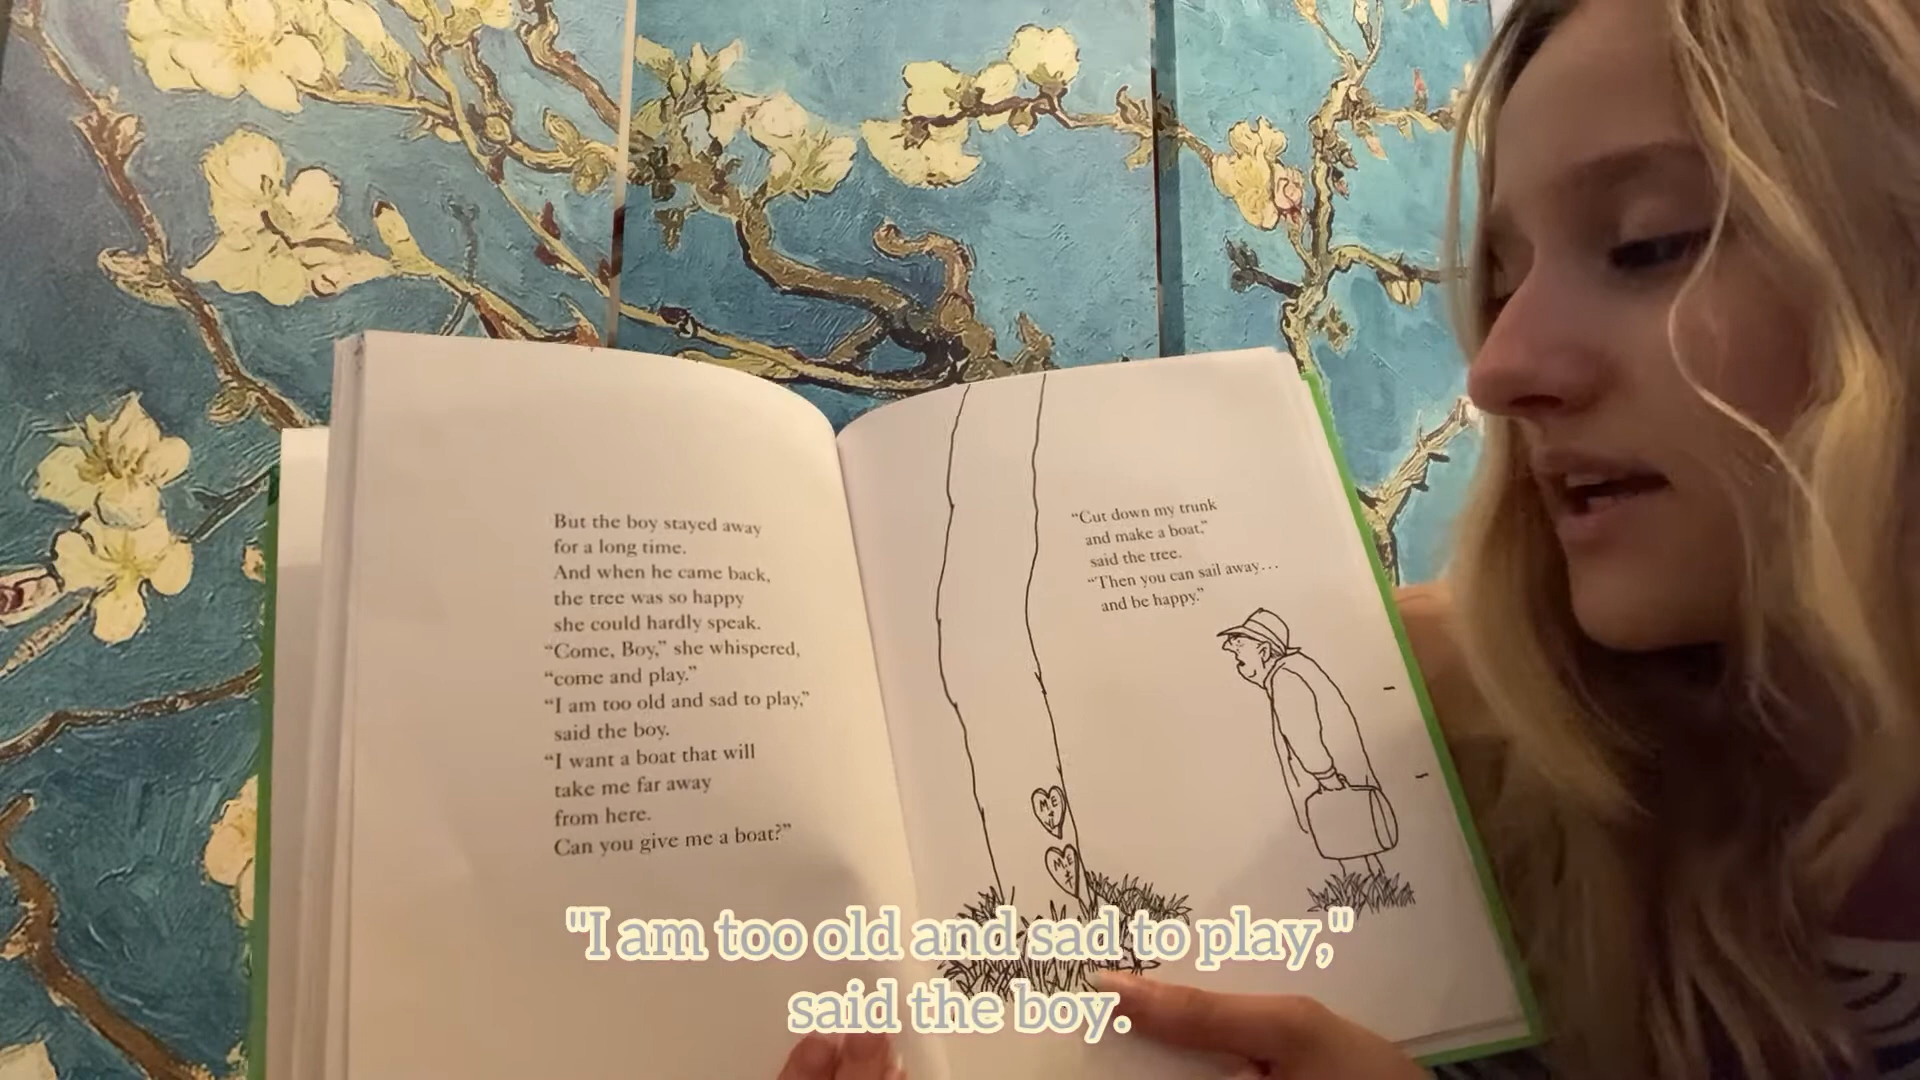 But the boy stayed away
for a long time.
And when he came back,
the tree was so happy
she could hardly speak.
“Come, Boy,” she whispered,
“come and play.”
“I am too old and sad to play,”
said the boy.
“I want a boat that will
take me far away
from here.
Can you give me a boat?”
“Cut down my trunk
and make a boat,”
said the tree.
“Then you can sail away...
and be happy.”
M.E
M.E
"I am too old and sad to play,"
said the boy.